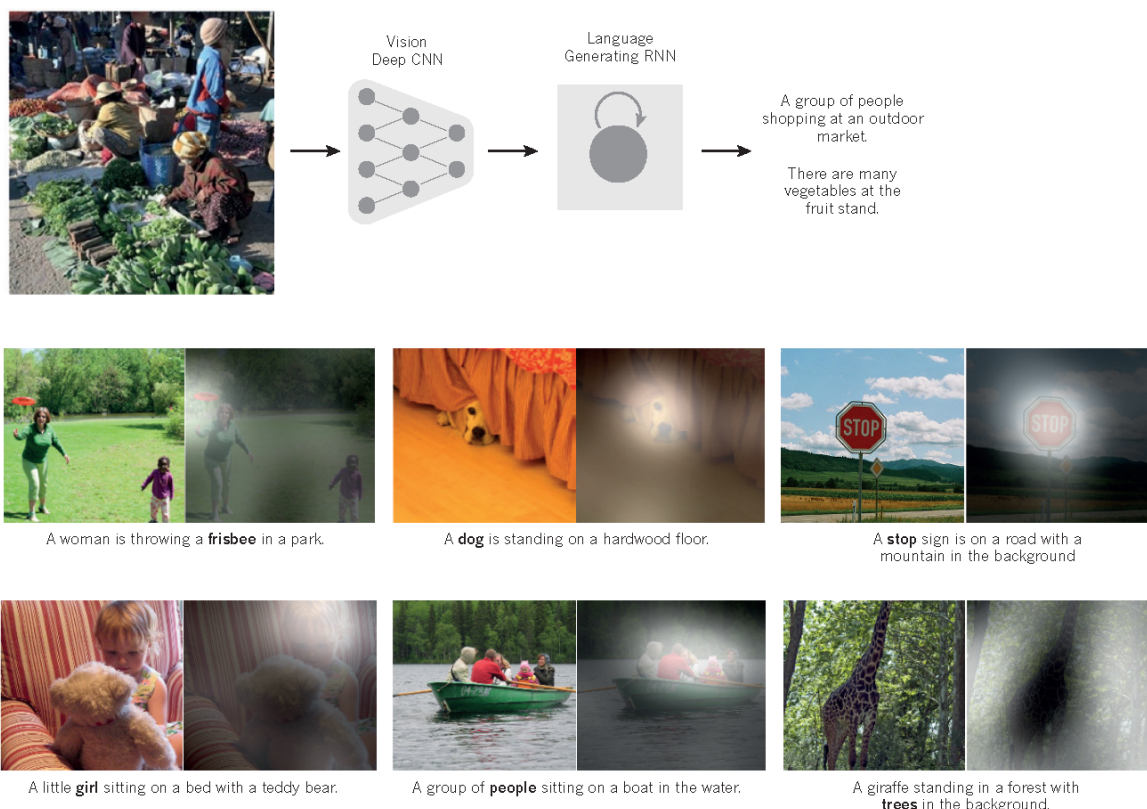 Vision
Deep CNN
Language
Generating RNN
A group of people
shopping at an outdoor
market.
There are many
vegetables at the
fruit stand.
STOP
STOP
A woman is throwing a frisbee in a park.
A dog is standing on a hardwood floor.
A stop sign is on a road with a
mountain in the background
A little girl sitting on a bed with a teddy bear.
A group of people sitting on a boat in the water.
A giraffe standing in a forest with
trees in the background.